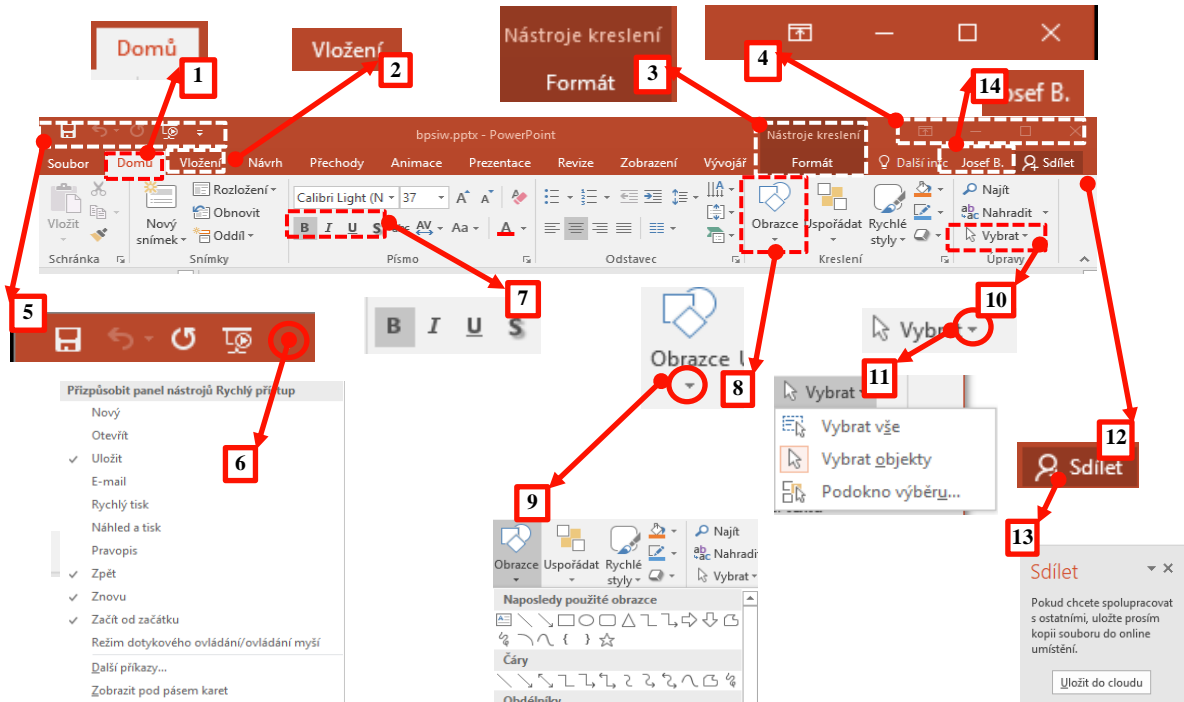 Domů
1
Vložení
2
Nástroje kreslení
Formát
3
4
14
Josef B.
bpsiw.pptx - PowerPoint
Nástroje kreslení
Soubor Domů Vložení Návrh Přechody Animace Prezentace Revize Zobrazení Vývojář Formát Další Josef B. Sdílet
Vložit
Nový
snímek
Rozložení
Obnovit
Oddíl
Calibri Light (N 37 A A
B I U S abc AV Aa A
Obrazce
Uspořádat
Rychlé
styly
Najít
Nahradit
Vybrat
Schránka Snímky Písmo Odstavec Kreslení Úpravy
5
7
B I U S
Obrazce
8
10
Vybrat
11
12
Přizpůsobit panel nástrojů Rychlý přístup
Nový
Otevřít
Uložit
E-mail
Rychlý tisk
Náhled a tisk
Pravopis
Zpět
Znovu
Začít od začátku
Režim dotykového ovládání/ovládání myší
Další příkazy...
Zobrazit pod pásem karet
6
9
Obrazce Uspořádat Rychlé
styly
Najít
Nahradit
Vybrat
Naposledy použité obrazce
Čáry
Obdélníky
Vybrat
Vybrat vše
Vybrat objekty
Podokno výběru...
Sdílet
13
Sdílet
Pokud chcete spolupracovat
s ostatními, uložte prosím
kopii souboru do online
umístění.
Uložit do cloudu